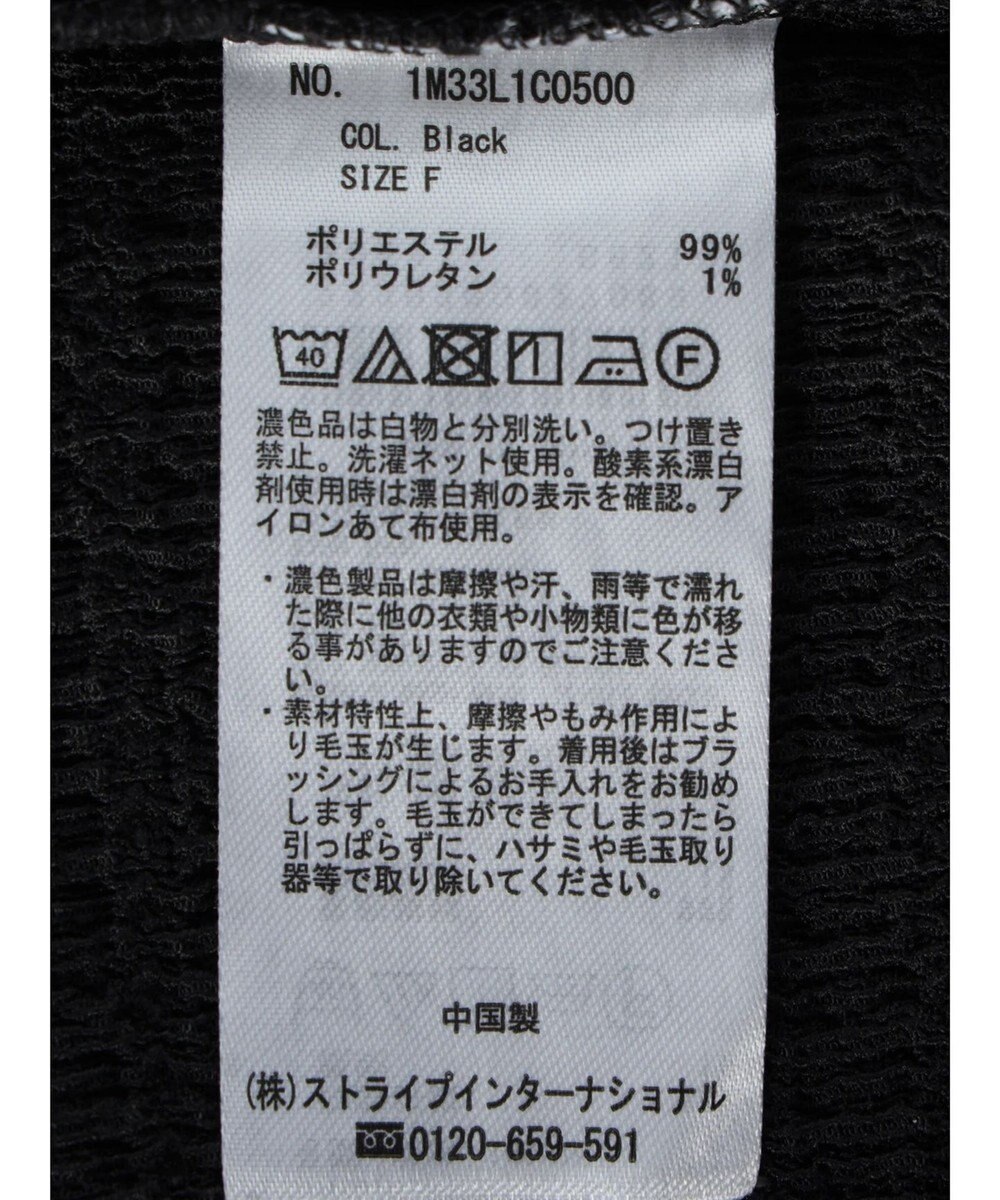 NO. 1M33L1C0500
COL. Black
SIZE F
ポリエステル 99%
ポリウレタン 1%
40 F
濃色品は白物と分別洗い。つけ置き
禁止。洗濯ネット使用。酸素系漂白
剤使用時は漂白剤の表示を確認。ア
イロンあて布使用。
・濃色製品は摩擦や汗、雨等で濡れ
た際に他の衣類や小物類に色が移
る事がありますのでご注意くださ
い。
・素材特性上、摩擦やもみ作用によ
り毛玉が生じます。着用後はブラ
ッシングによるお手入れをお勧め
します。毛玉ができてしまったら
引っぱらずに、ハサミや毛玉取り
器等で取り除いてください。
中国製
(株)ストライプインターナショナル
0120-659-591